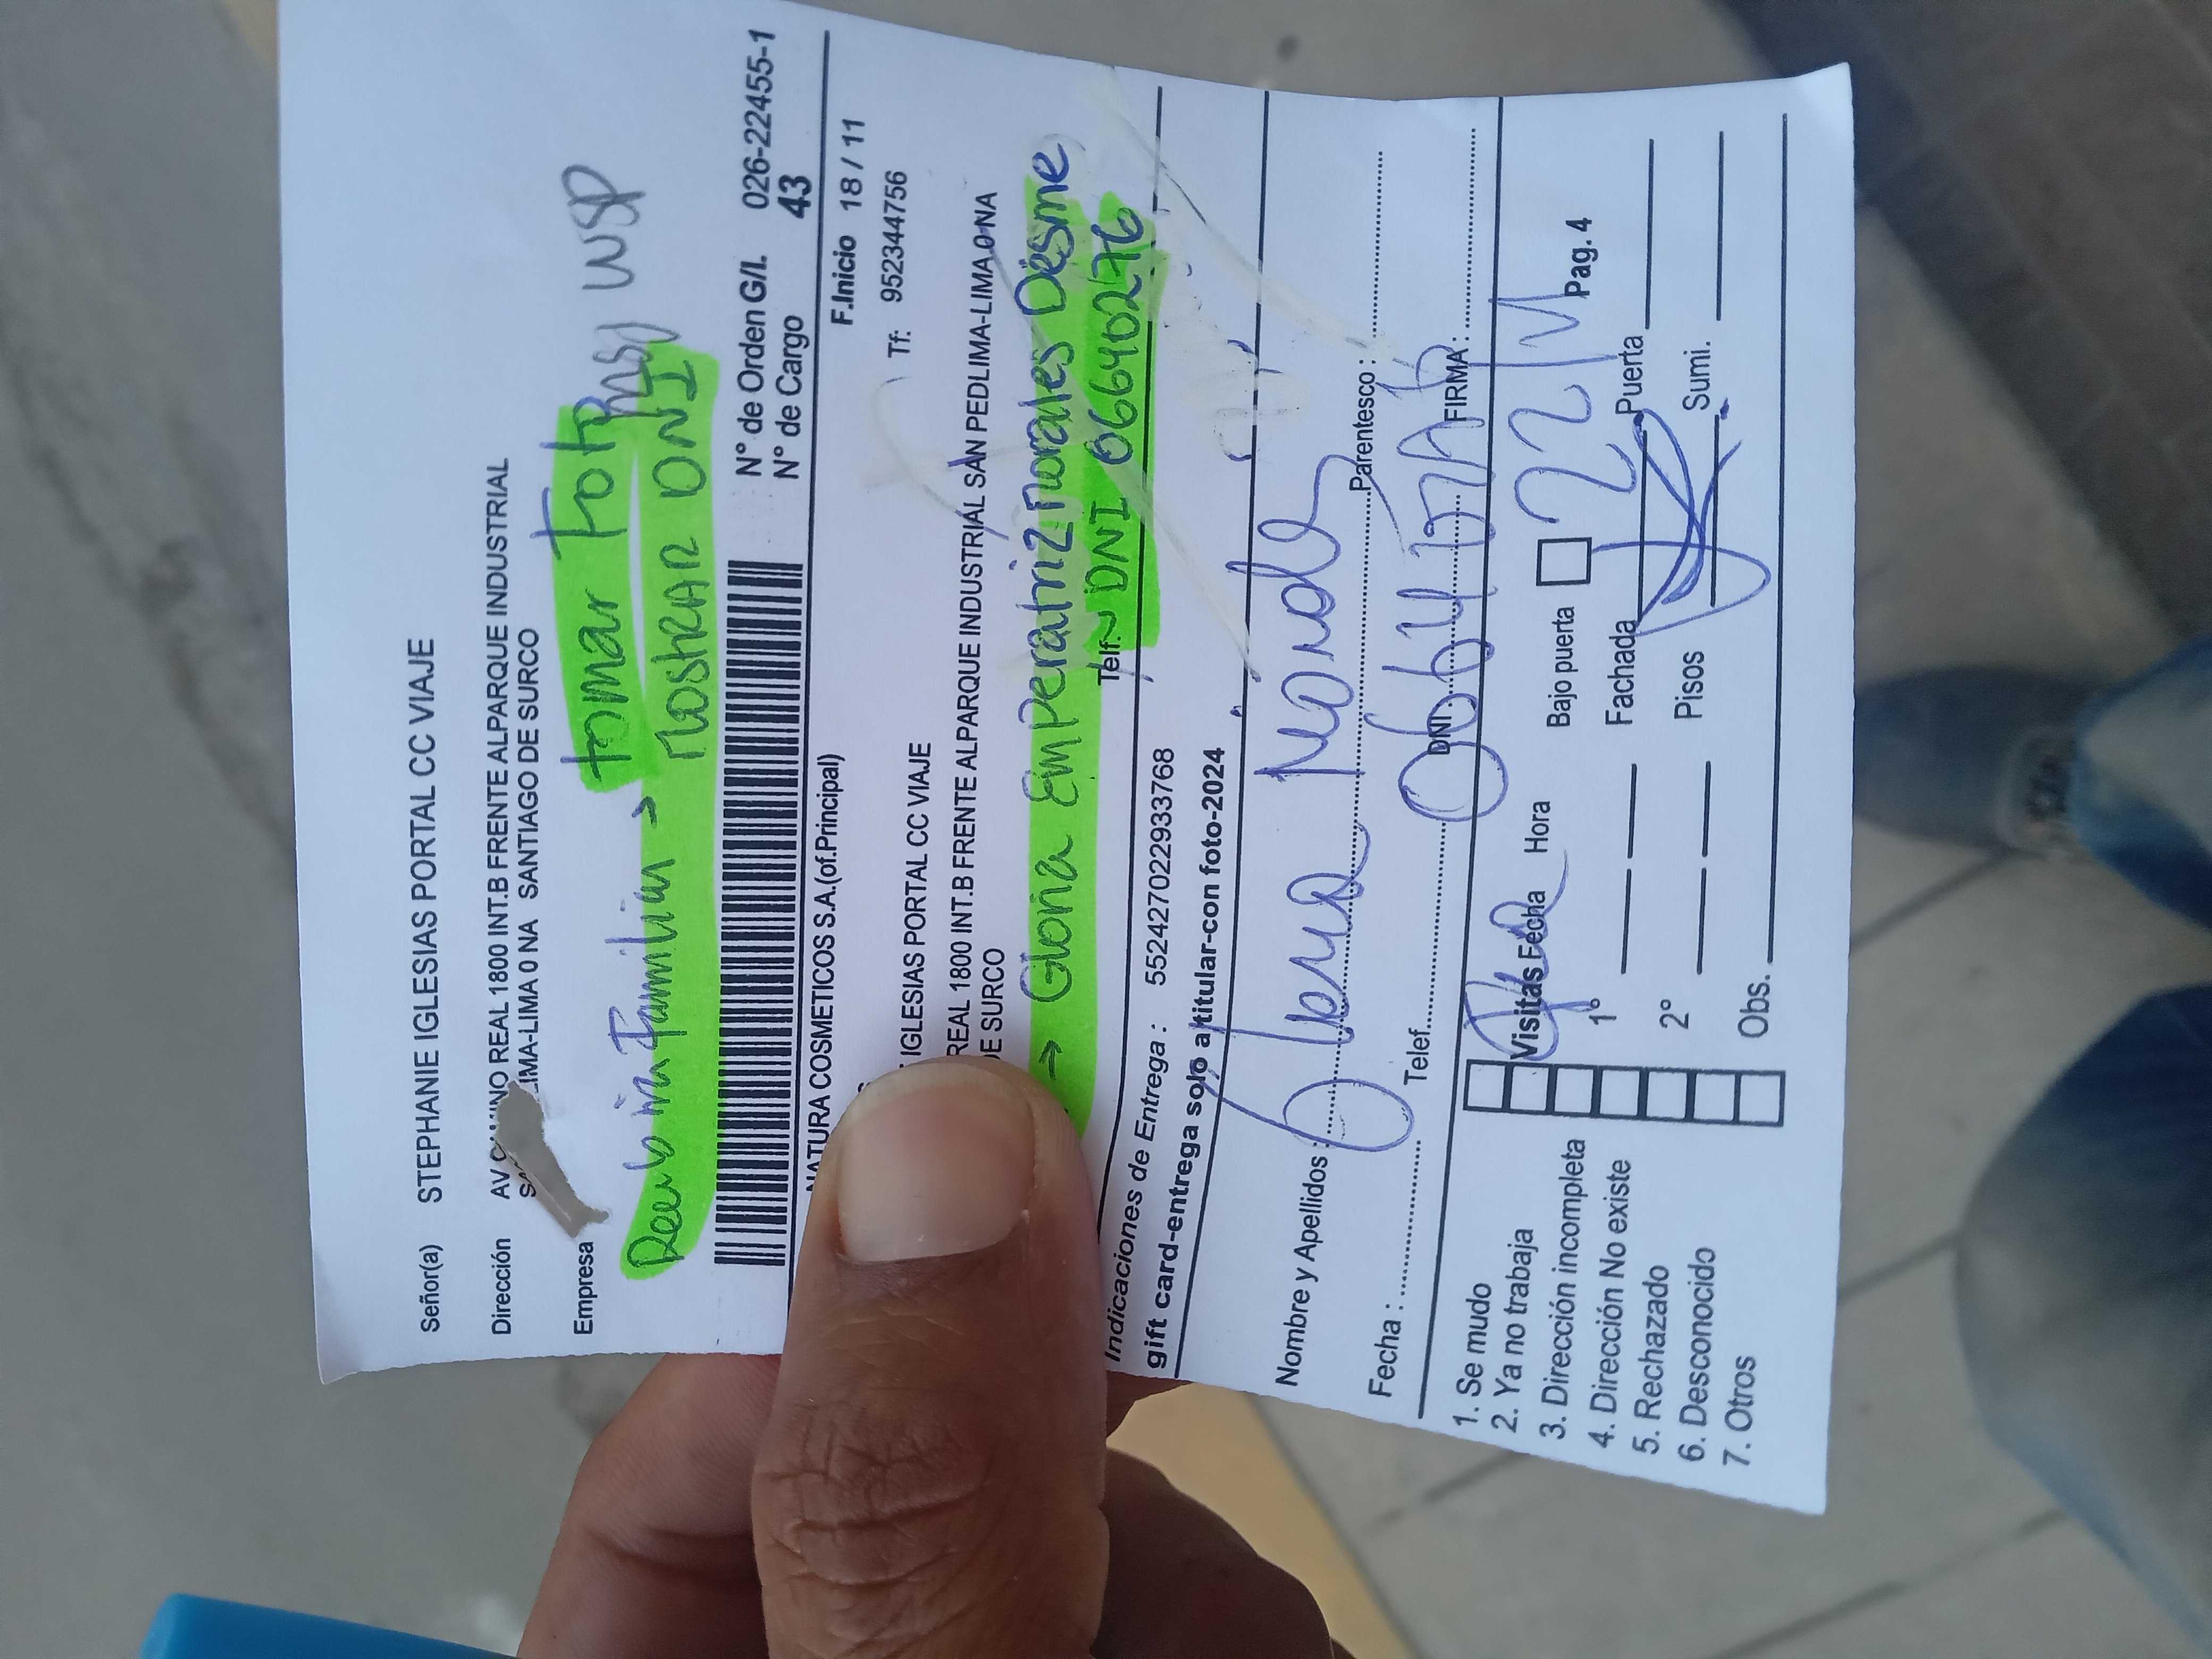 Señor(a) STEPHANIE IGLESIAS PORTAL CC VIAJE
Dirección AV REAL 1800 INT.B FRENTE ALPARQUE INDUSTRIAL
LIMA-LIMA 0 NA SANTIAGO DE SURCO
Empresa
tomar Foto WSP
Familiar →
MOSTRAR DNI
N° de Orden G/L 026-22455-1
N° de Cargo 43
NATURA COSMETICOS S.A.(of.Principal)
F.Inicio 18 / 11
IGLESIAS PORTAL CC VIAJE Tf: 952344756
REAL 1800 INT.B FRENTE ALPARQUE INDUSTRIAL SAN PEDLIMA-LIMA 0 NA
DE SURCO
→ Gloria Emperatriz morales Desme
Telf: DNI 06640276
Indicaciones de Entrega : 552427022933768
gift card-entrega solo a titular-con foto-2024
Nombre y Apellidos :
Parentesco :
Fecha : Telef. DNI FIRMA :
1. Se mudo
2. Ya no trabaja
3. Dirección incompleta
4. Dirección No existe
5. Rechazado
6. Desconocido
7. Otros
Visitas Fecha Hora Bajo puerta
Pag. 4
1° Fachada Puerta
2° Pisos Sumi.
Obs.